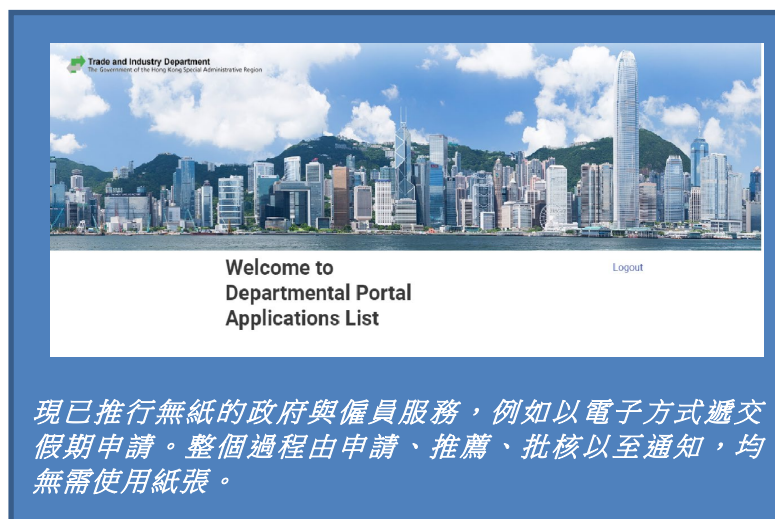 Trade and Industry Department
The Government of the Hong Kong Special Administrative Region
Welcome to
Departmental Portal
Applications List
Logout
現已推行無紙的政府與僱員服務，例如以電子方式遞交
假期申請。整個過程由申請、推薦、批核以至通知，均
無需使用紙張。